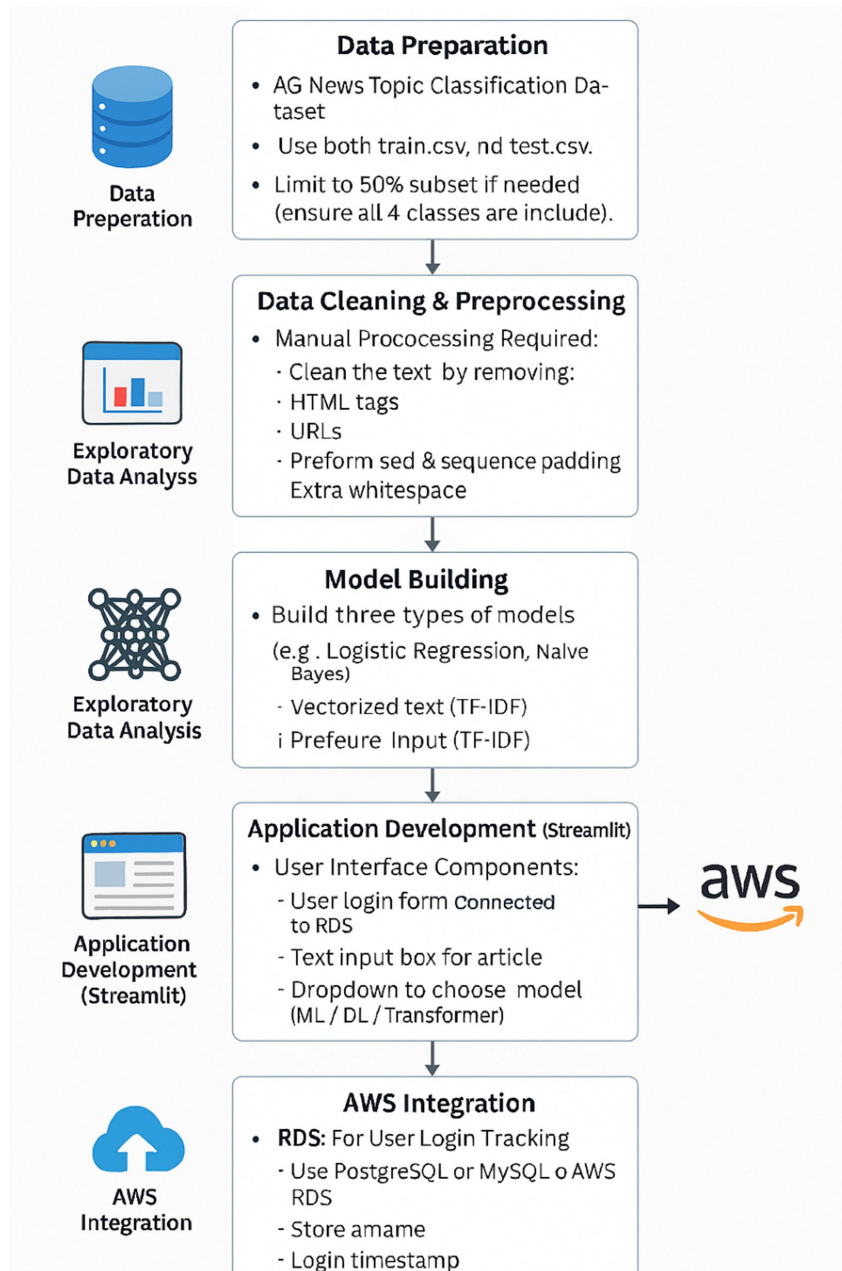 Data Preparation
• AG News Topic Classification Da-
taset
• Use both train.csv, nd test.csv.
• Limit to 50% subset if needed
(ensure all 4 classes are include).
Data
Preperation
Data Cleaning & Preprocessing
• Manual Prococessing Required:
· Clean the text by removing:
· HTML tags
· URLs
· Preform sed & sequence padding
Extra whitespace
Exploratory
Data Analyss
Model Building
• Build three types of models
(e.g . Logistic Regression, Nalve
Bayes)
- Vectorized text (TF-IDF)
¡ Prefeure Input (TF-IDF)
Exploratory
Data Analysis
Application Development (Streamlit)
• User Interface Components:
- User login form Connected
to RDS
- Text input box for article
- Dropdown to choose model
(ML / DL / Transformer)
Application
Development
(Streamlit)
aws
AWS Integration
• RDS: For User Login Tracking
- Use PostgreSQL or MySQL o AWS
RDS
- Store amame
- Login timestamp
AWS
Integration